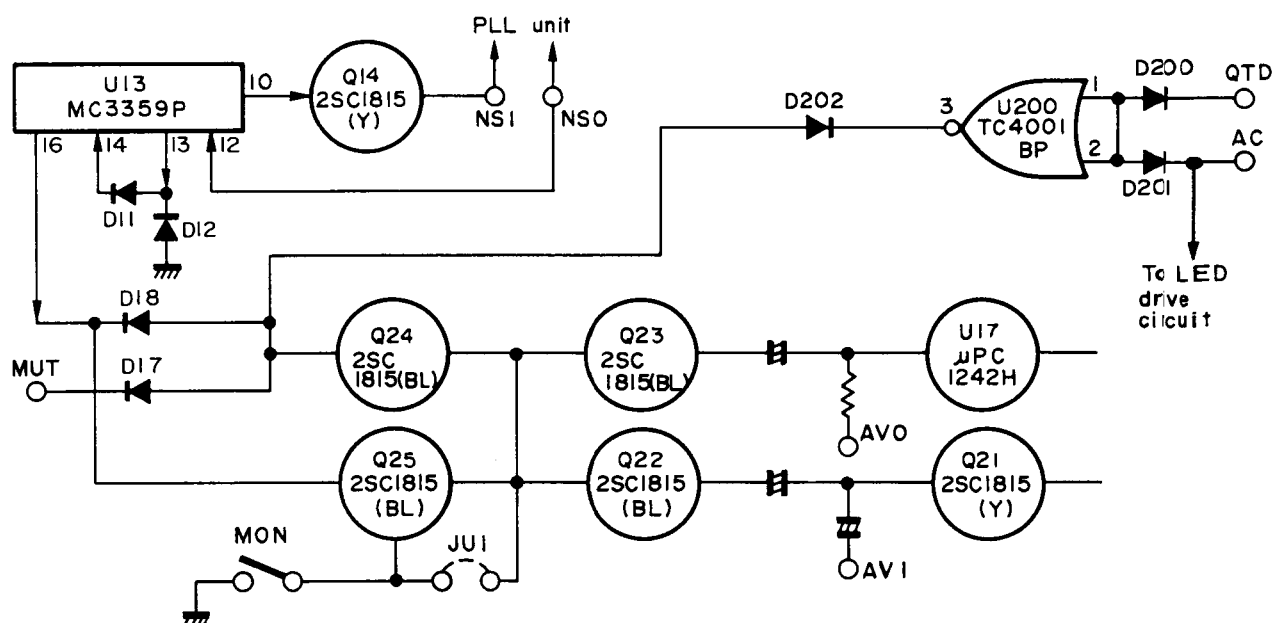 PLL unit
U13
MC3359P
10
16
14
13
12
Q14
2SC1815
(Y)
NS1
NS0
D202
3
U200
TC4001
BP
1
2
D200
QTD
AC
D201
To LED
drive
circuit
D11
D12
D18
D17
MUT
Q24
2SC
1815(BL)
Q23
2SC
1815(BL)
U17
μPC
1242H
AV0
Q25
2SC1815
(BL)
Q22
2SC1815
(BL)
Q21
2SC1815
(Y)
MON
JU1
AV1